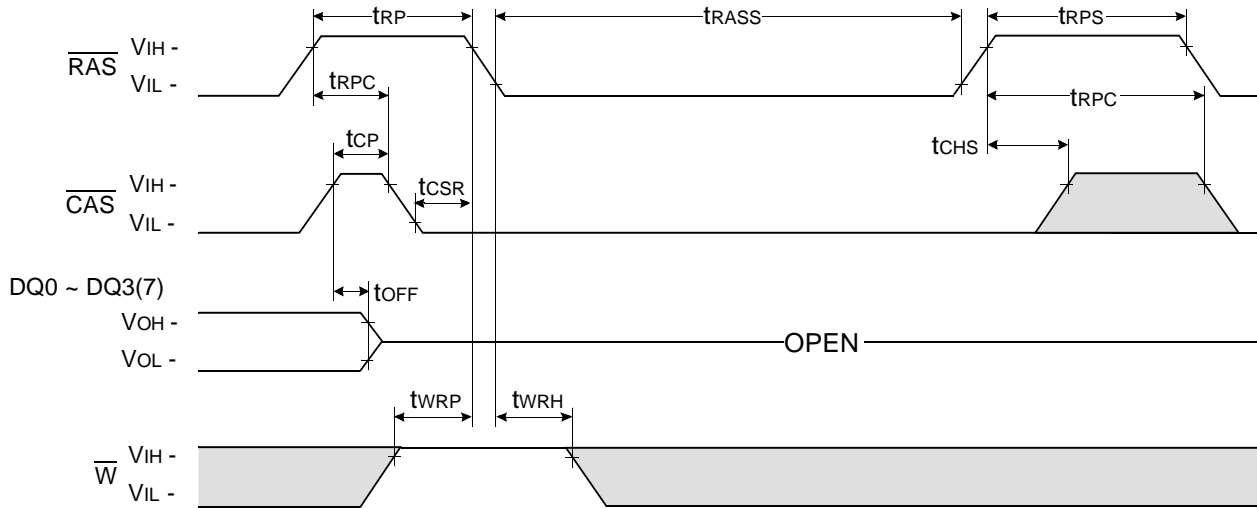 tRP
tRASS
tRPS
RAS
VIH -
VIL -
tRPC
tRPC
tCP
tCHS
CAS
VIH -
VIL -
tCSR
DQ0 ~ DQ3(7)
tOFF
VOH -
VOL -
OPEN
tWRP
tWRH
W
VIH -
VIL -